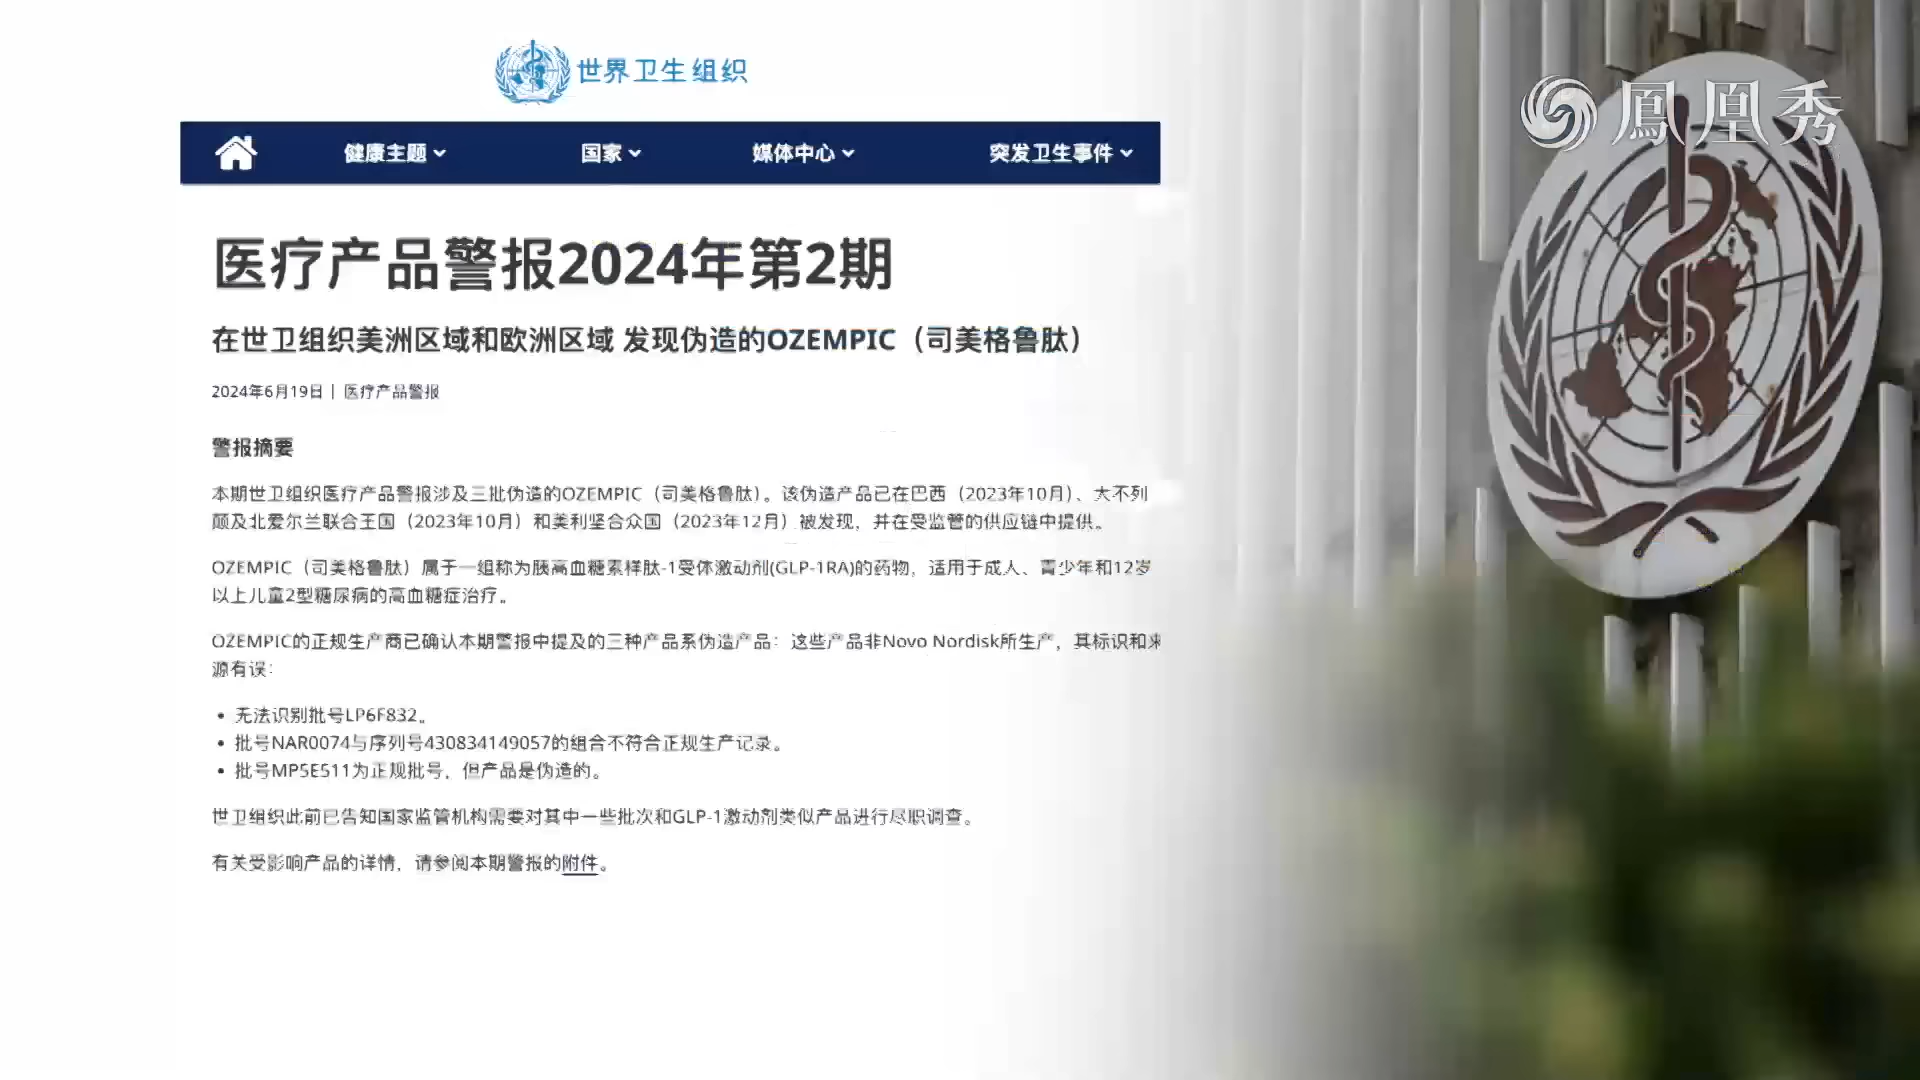 世界卫生组织
鳳凰秀
健康主题 国家 媒体中心 突发卫生事件
医疗产品警报2024年第2期
在世卫组织美洲区域和欧洲区域 发现伪造的OZEMPIC（司美格鲁肽）
2024年6月19日 | 医疗产品警报
警报摘要
本期世卫组织医疗产品警报涉及三批伪造的OZEMPIC（司美格鲁肽）。该伪造产品已在巴西（2023年10月）、大不列
颠及北爱尔兰联合王国（2023年10月）和美利坚合众国（2023年12月）被发现，并在受监管的供应链中提供。
OZEMPIC（司美格鲁肽）属于一组称为胰高血糖素样肽-1受体激动剂(GLP-1RA)的药物，适用于成人、青少年和12岁
以上儿童2型糖尿病的高血糖症治疗。
OZEMPIC的正规生产商已确认本期警报中提及的三种产品系伪造产品：这些产品非Novo Nordisk所生产，其标识和来
源有误：
• 无法识别批号LP6F832。
• 批号NAR0074与序列号430834149057的组合不符合正规生产记录。
• 批号MP5E511为正规批号，但产品是伪造的。
世卫组织此前已告知国家监管机构需要对其中一些批次和GLP-1激动剂类似产品进行尽职调查。
有关受影响产品的详情，请参阅本期警报的附件。